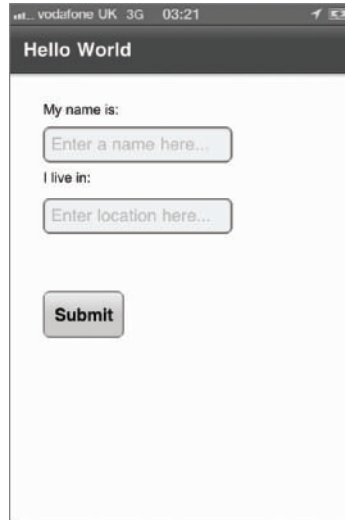 vodafone UK 3G 03:21
Hello World
My name is:
Enter a name here...
I live in:
Enter location here...
Submit